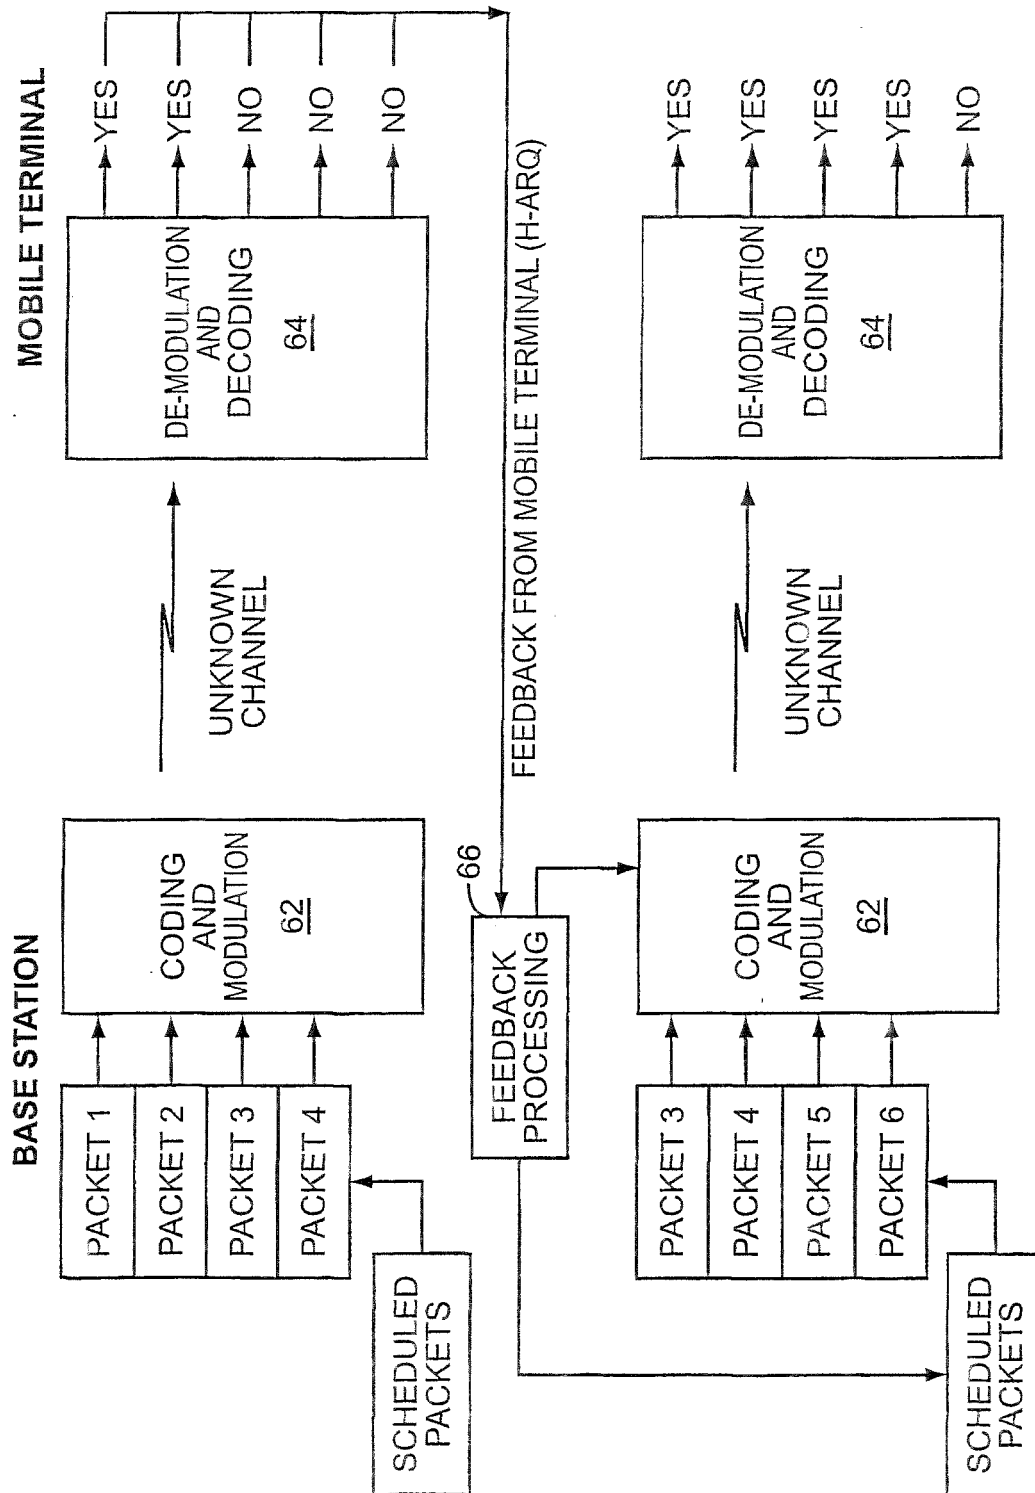 BASE STATION
MOBILE TERMINAL
PACKET 1
PACKET 2
PACKET 3
PACKET 4
SCHEDULED
PACKETS
CODING
AND
MODULATION
62
UNKNOWN
CHANNEL
DE-MODULATION
AND
DECODING
64
YES
YES
NO
NO
NO
FEEDBACK
PROCESSING
66
FEEDBACK FROM MOBILE TERMINAL (H-ARQ)
PACKET 3
PACKET 4
PACKET 5
PACKET 6
SCHEDULED
PACKETS
CODING
AND
MODULATION
62
UNKNOWN
CHANNEL
DE-MODULATION
AND
DECODING
64
YES
YES
YES
YES
NO